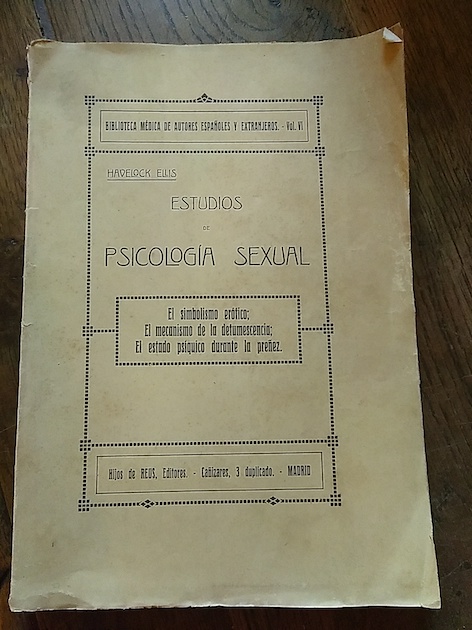 BIBLIOTECA MÉDICA DE AUTORES ESPAÑOLES Y EXTRANJEROS. - Vol. VI
HAVELOCK ELLIS
ESTUDIOS
DE
PSICOLOGÍA SEXUAL
El simbolismo erótico;
El mecanismo de la detumescencia;
El estado psíquico durante la preñez.
Hijos de REUS, Editores. - Cañizares, 3 duplicado. - MADRID